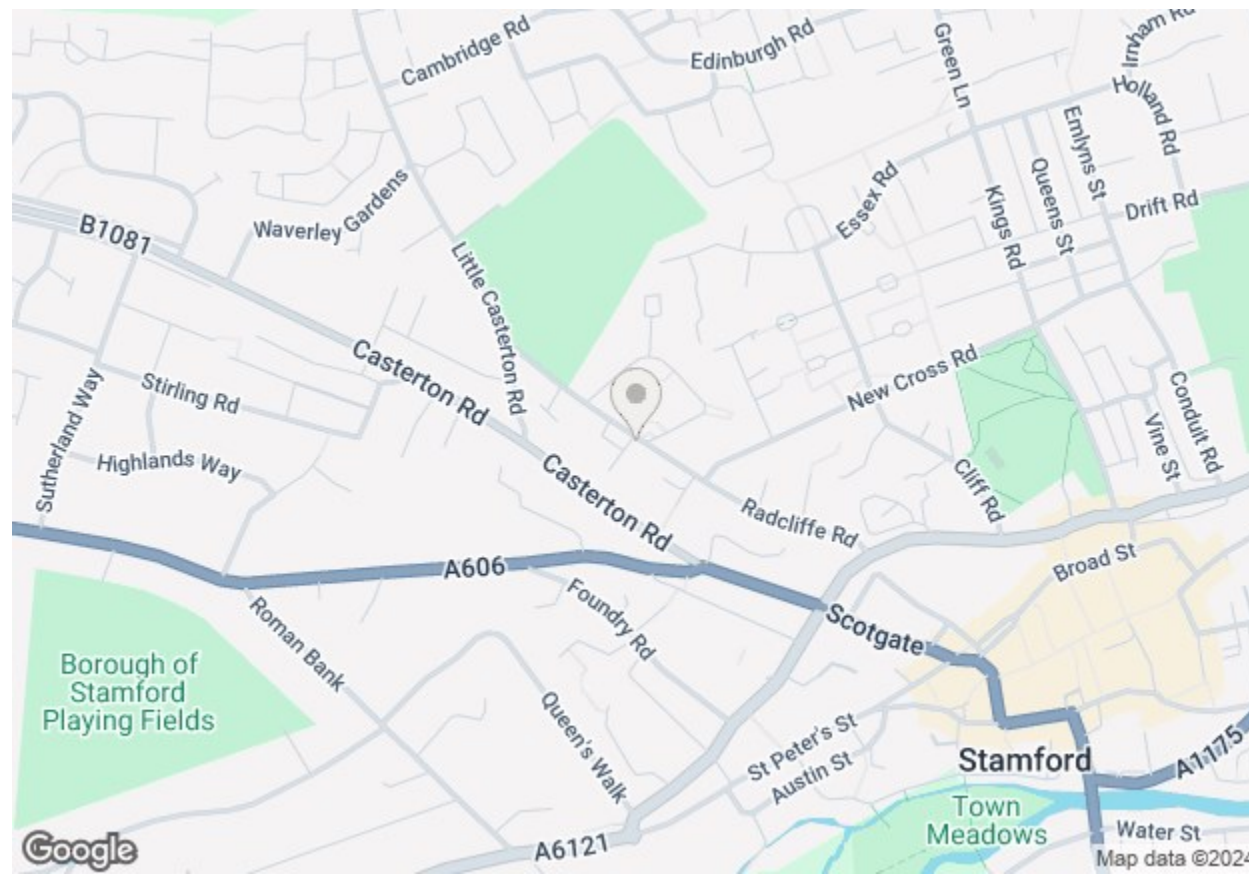 Cambridge Rd
Edinburgh Rd
Green Ln
Irnham Rd
Holland Rd
Emlyns St
Queens St
Kings Rd
Drift Rd
Essex Rd
Waverley Gardens
B1081
Little Casterton Rd
Casterton Rd
Stirling Rd
Sutherland Way
Highlands Way
New Cross Rd
Conduit Rd
Vine St
Cliff Rd
Casterton Rd
Radcliffe Rd
Broad St
A606
Foundry Rd
Roman Bank
Scotgate
Borough of
Stamford
Playing Fields
Queen's Walk
St Peter's St
Austin St
Stamford
A1175
Town
Meadows
Water St
A6121
Google
Map data ©2024